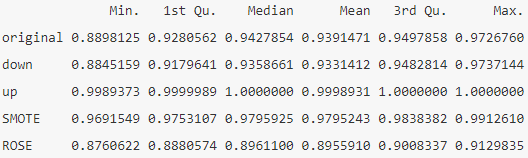 Min. 1st Qu. Median Mean 3rd Qu. Max.
original 0.8898125 0.9280562 0.9427854 0.9391471 0.9497858 0.9726760
down 0.8845159 0.9179641 0.9358661 0.9331412 0.9482814 0.9737144
up 0.9989373 0.9999989 1.0000000 0.9998931 1.0000000 1.0000000
SMOTE 0.9691549 0.9753107 0.9795925 0.9795243 0.9838382 0.9912610
ROSE 0.8760622 0.8880574 0.8961100 0.8955910 0.9008337 0.9129835